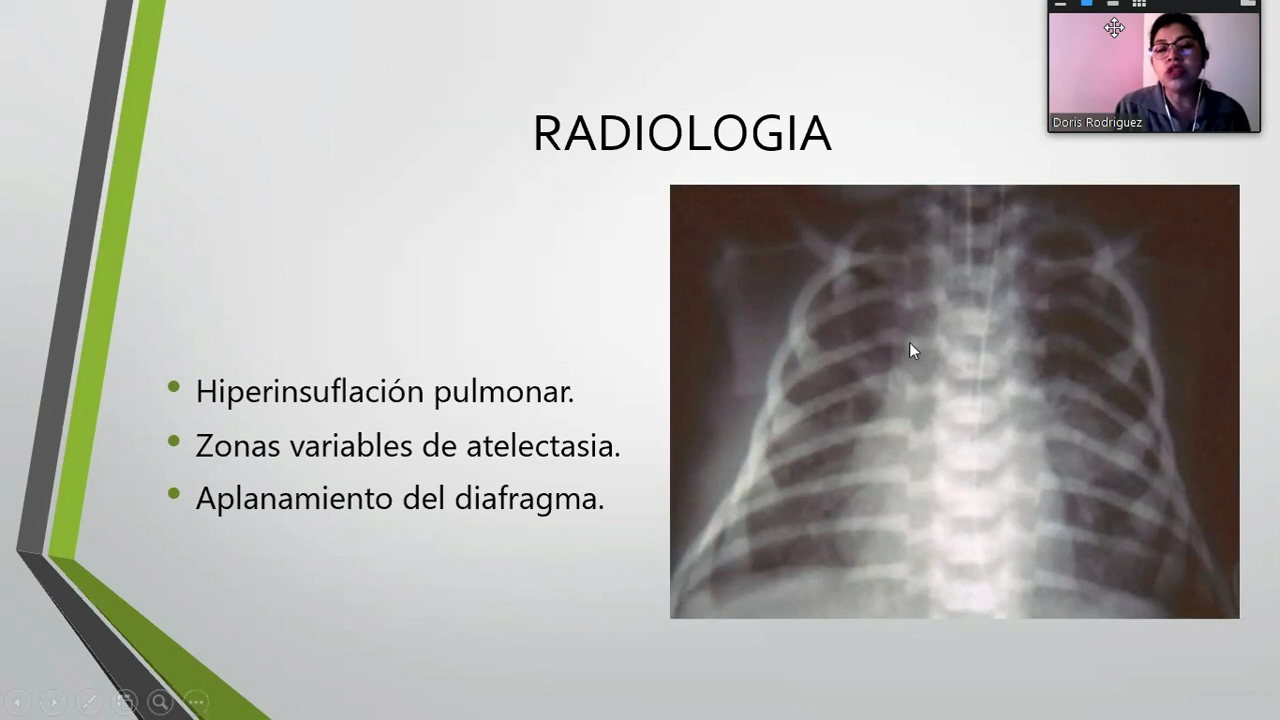 Doris Rodriguez
RADIOLOGIA
Hiperinsuflación pulmonar.
Zonas variables de atelectasia.
Aplanamiento del diafragma.